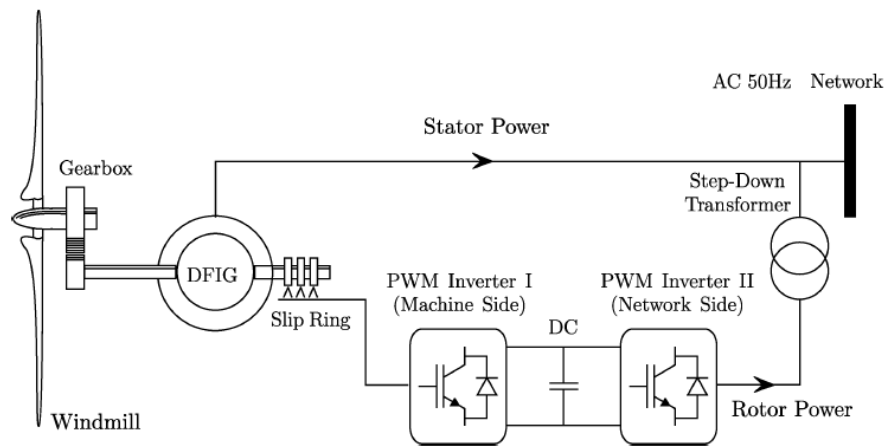 AC 50Hz Network
Stator Power
Gearbox
Step-Down
Transformer
DFIG
PWM Inverter I
(Machine Side)
PWM Inverter II
(Network Side)
Slip Ring
DC
Rotor Power
Windmill